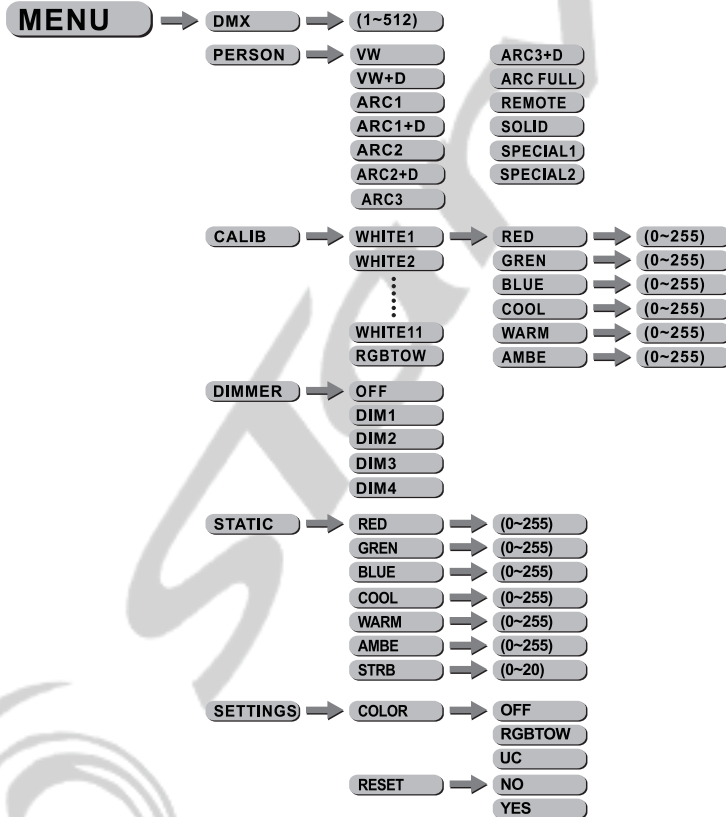 MENU DMX (1~512)
PERSON VW ARC3+D
VW+D ARC FULL
ARC1 REMOTE
ARC1+D SOLID
ARC2 SPECIAL1
ARC2+D SPECIAL2
ARC3
CALIB WHITE1 RED (0~255)
WHITE2 GREN (0~255)
BLUE (0~255)
COOL (0~255)
WHITE11 WARM (0~255)
RGBTOW AMBE (0~255)
DIMMER OFF
DIM1
DIM2
DIM3
DIM4
STATIC RED (0~255)
GREN (0~255)
BLUE (0~255)
COOL (0~255)
WARM (0~255)
AMBE (0~255)
STRB (0~20)
SETTINGS COLOR OFF
RGBTOW
UC
RESET NO
YES